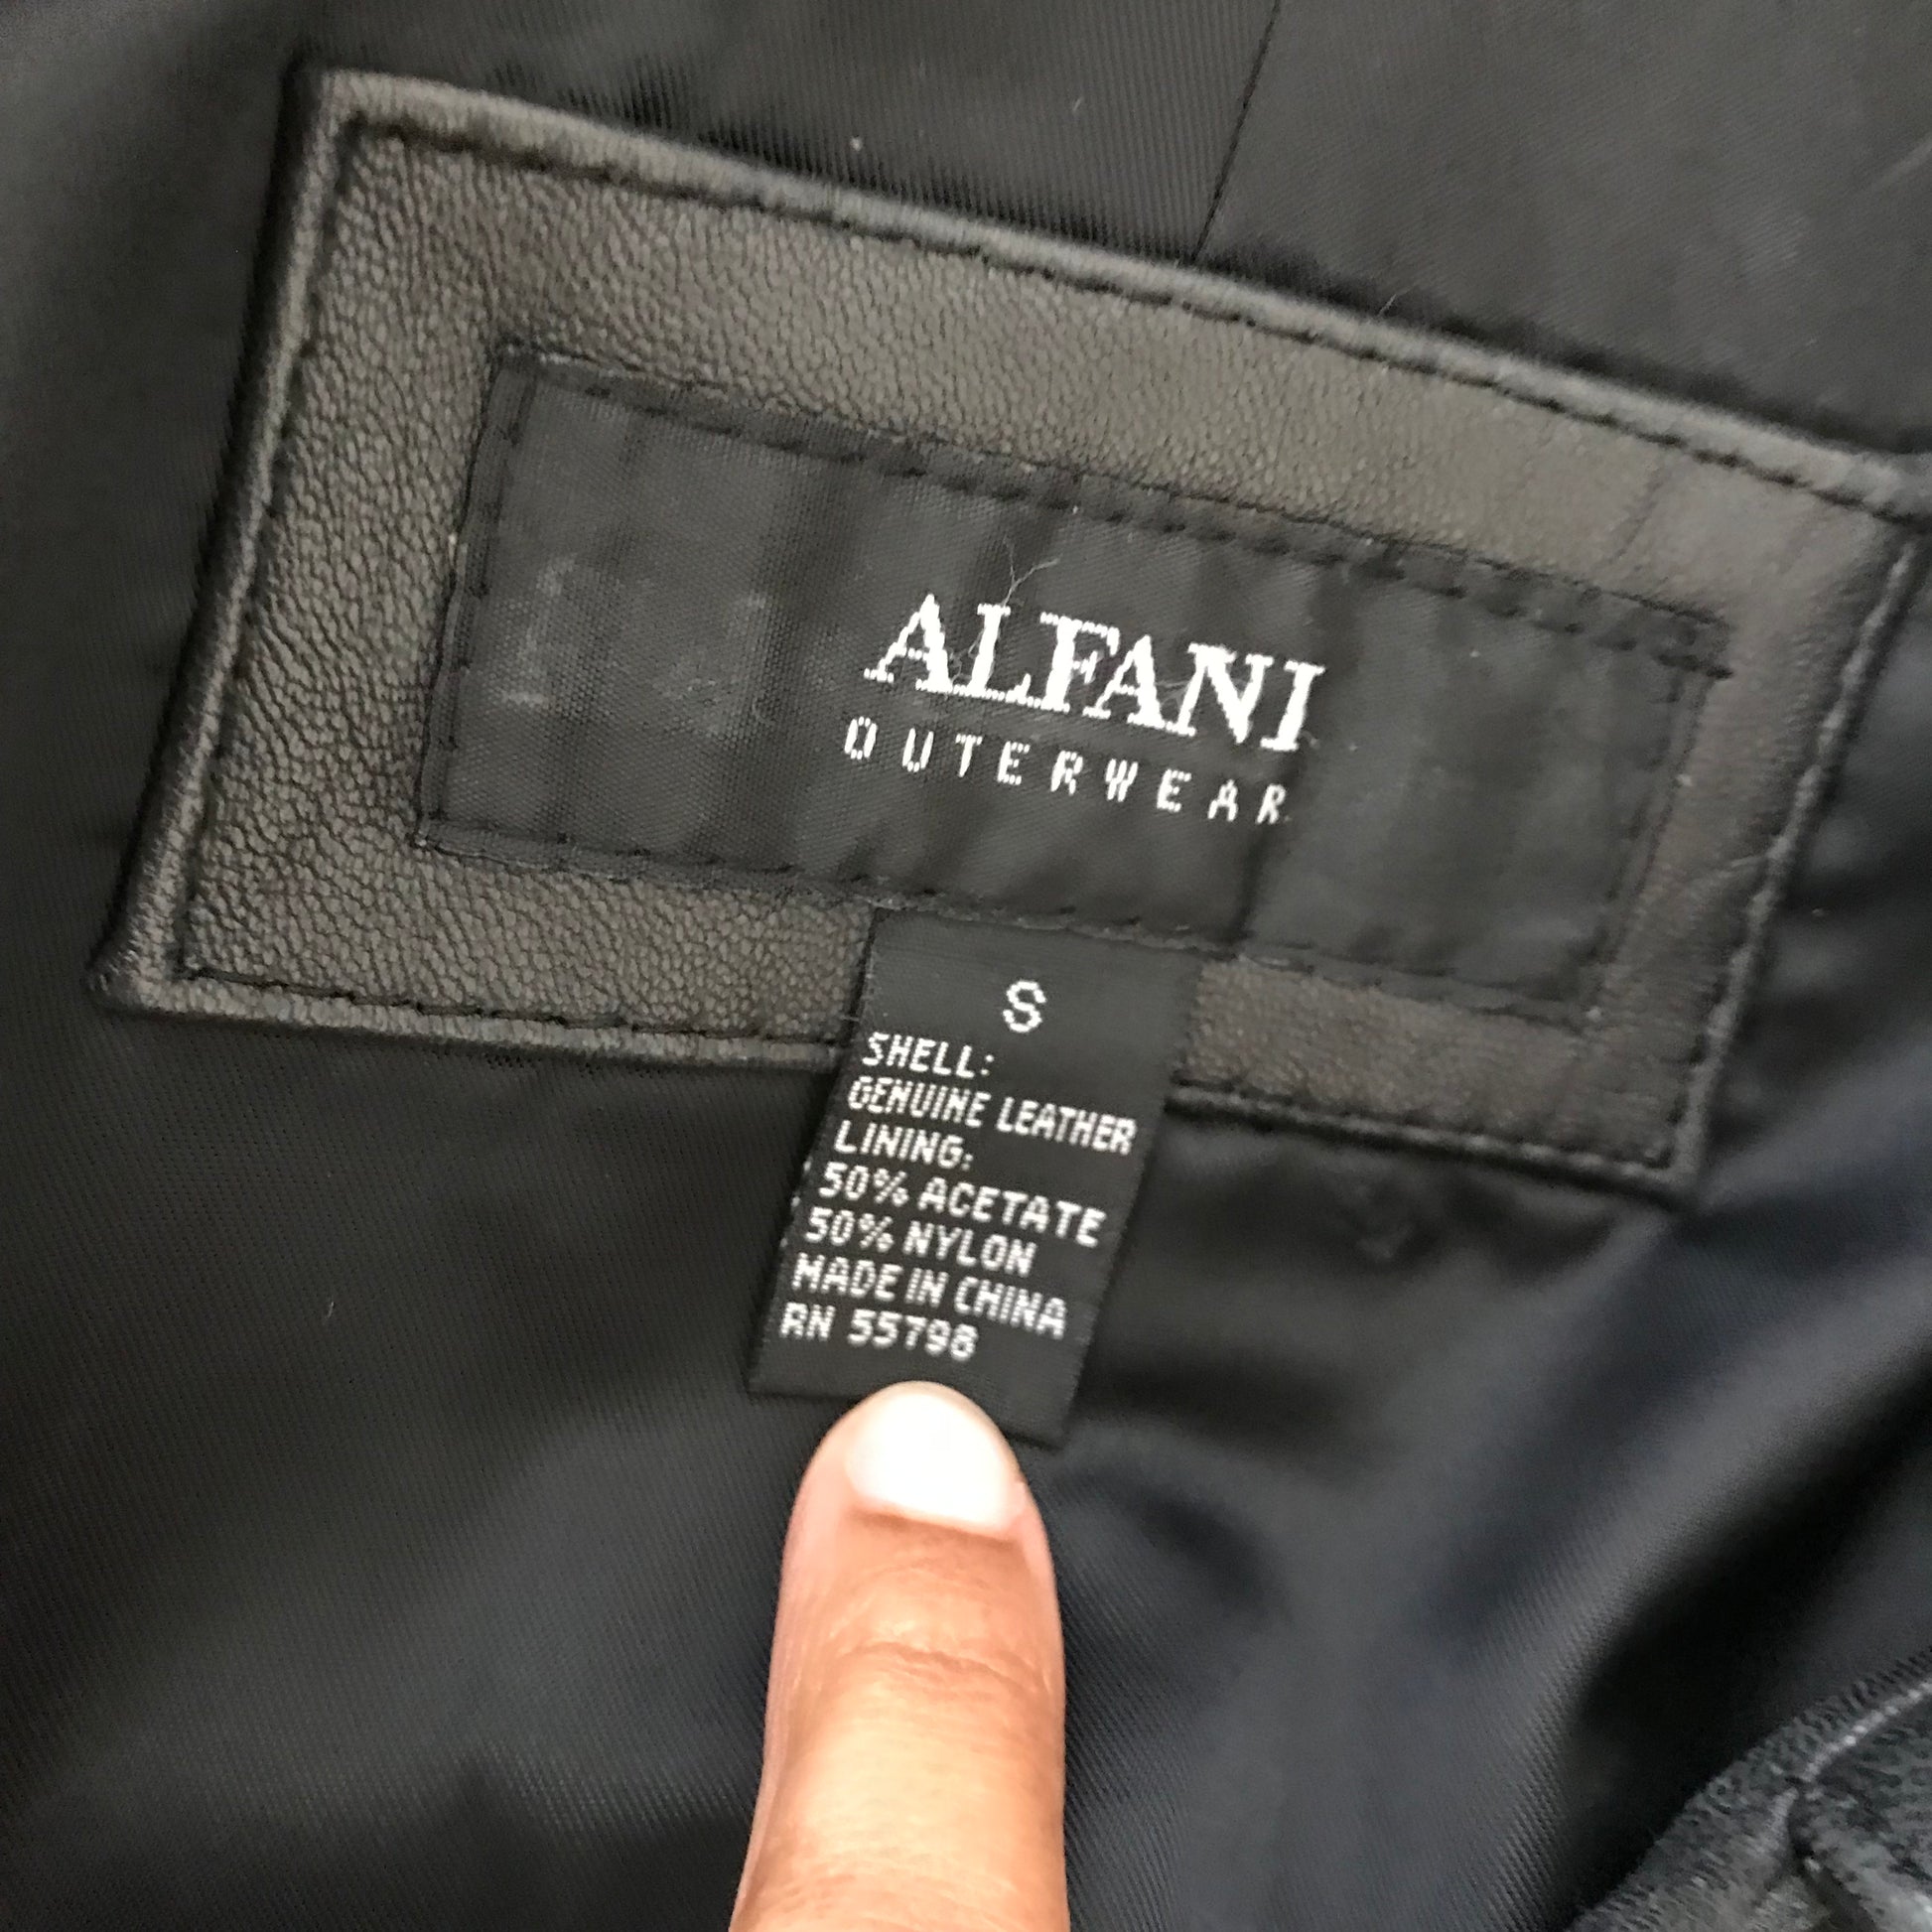 ALFANI
OUTERWEAR
S
SHELL:
GENUINE LEATHER
LINING:
50% ACETATE
50% NYLON
MADE IN CHINA
RN 55798